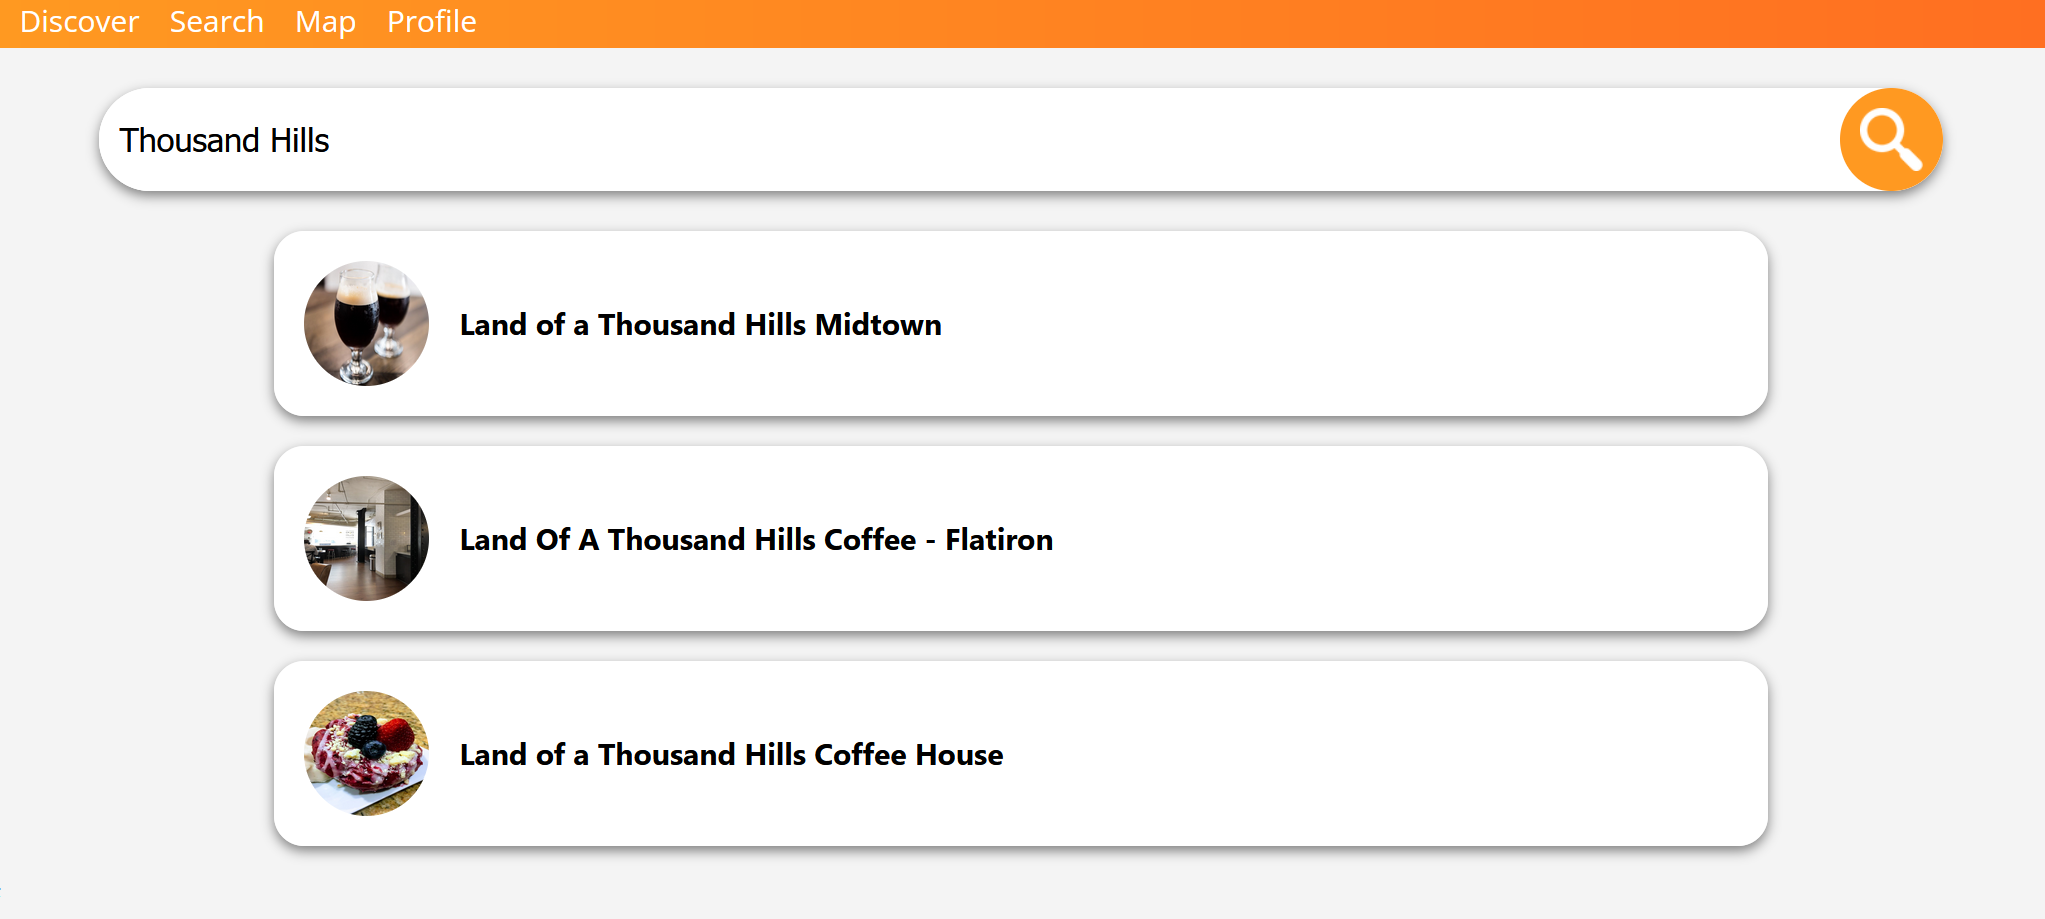 Discover Search Map Profile
Thousand Hills
Land of a Thousand Hills Midtown
Land Of A Thousand Hills Coffee - Flatiron
Land of a Thousand Hills Coffee House